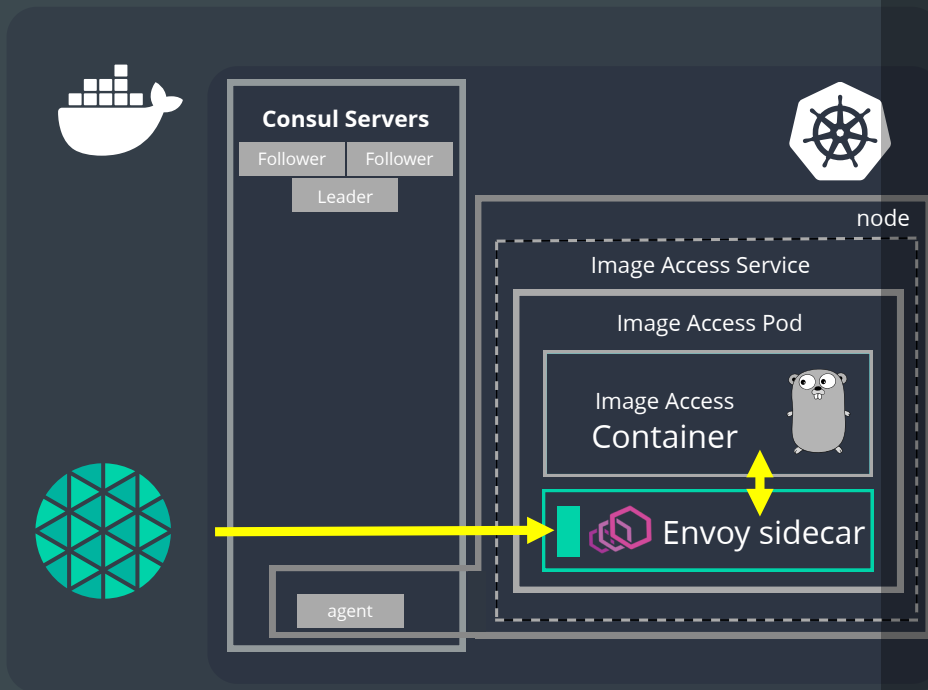 Consul Servers
Follower
Follower
Leader
node
Image Access Service
Image Access Pod
Image Access
Container
Envoy sidecar
agent